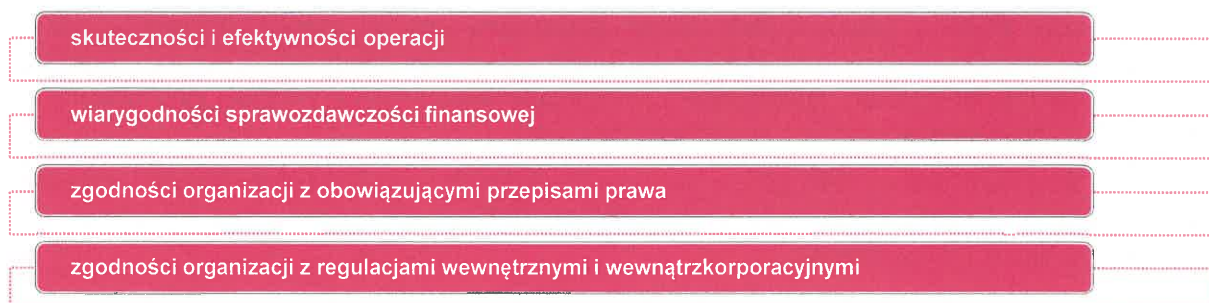 skuteczności i efektywności operacji
wiarygodności sprawozdawczości finansowej
zgodności organizacji z obowiązującymi przepisami prawa
zgodności organizacji z regulacjami wewnętrznymi i wewnątrzkorporacyjnymi